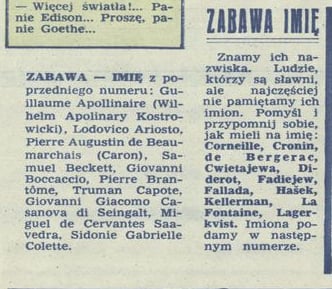 — Więcej światła!... Pa-
nie Edison... Proszę, pa-
nie Goethe...
ZABAWA — IMIĘ z po-
przedniego numeru: Gu-
illaume Apollinaire (Wil-
helm Apolinary Kostro-
wicki), Lodovico Ariosto,
Pierre Augustin de Beau-
marchais (Caron), Sa-
muel Beckett, Giovanni
Boccaccio, Pierre Bran-
tôme, Truman Capote,
Giovanni Giacomo Ca-
sanova di Seingalt, Mi-
guel de Cervantes Saa-
vedra, Sidonie Gabrielle
Colette.
ZABAWA IMIĘ
Znamy ich na-
zwiska. Ludzie,
którzy są sławni,
ale najczęściej
nie pamiętamy ich
imion. Pomyśl i
przypomnij sobie,
jak mieli na imię:
Corneille, Cronin,
de Bergerac,
Cwietajewa, Di-
derot, Fadiejew,
Fallada, Hašek,
Kellerman, La
Fontaine, Lager-
kvist. Imiona po-
damy w następ-
nym numerze.